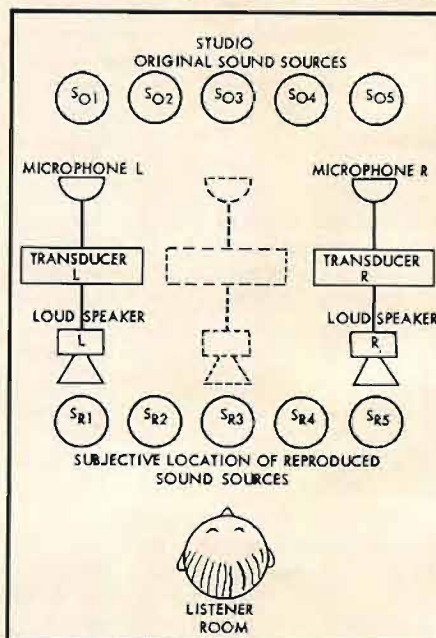 STUDIO
ORIGINAL SOUND SOURCES
SO1 SO2 SO3 SO4 SO5
MICROPHONE L MICROPHONE R
TRANSDUCER L TRANSDUCER R
LOUD SPEAKER LOUD SPEAKER
L R
SR1 SR2 SR3 SR4 SR5
SUBJECTIVE LOCATION OF REPRODUCED
SOUND SOURCES
LISTENER
ROOM